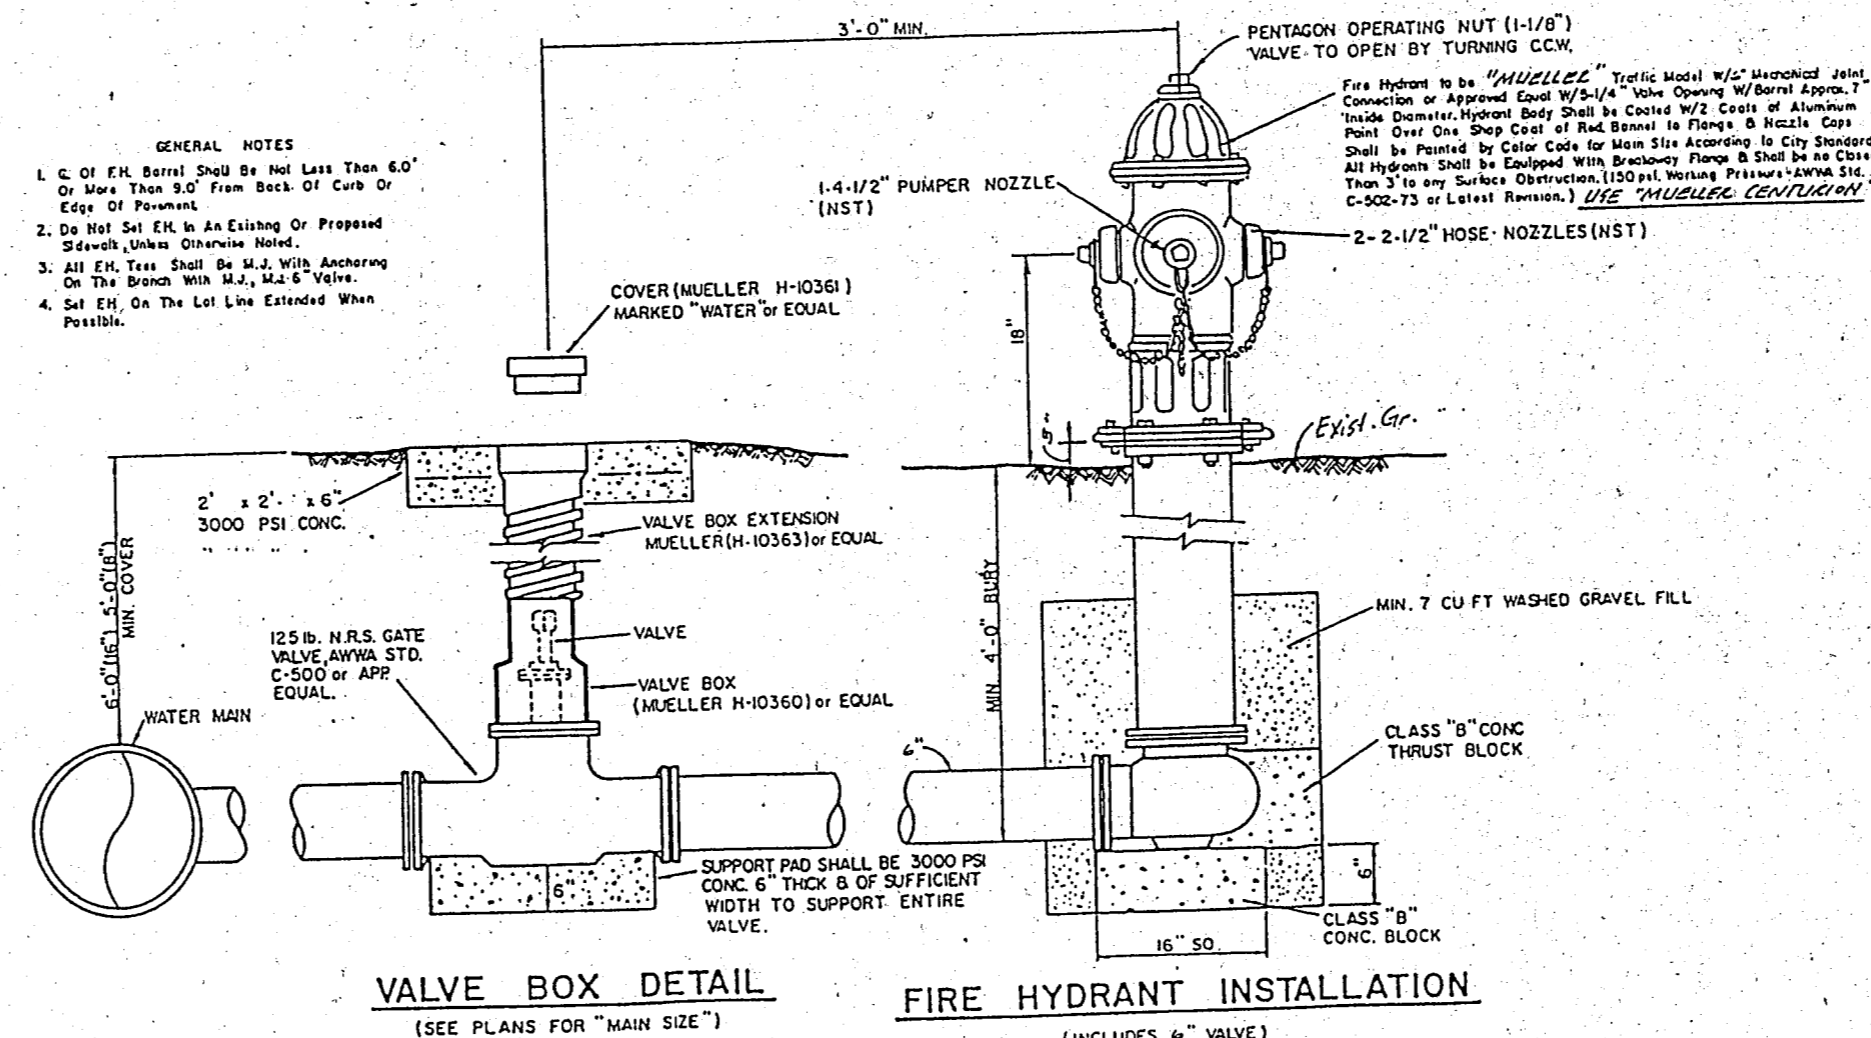 3'-0" MIN.
PENTAGON OPERATING NUT (1-1/8")
VALVE TO OPEN BY TURNING C.C.W.
Fire Hydrant to be "MUELLER" Traffic Model W/ Mechanical Joint
Connection or Approved Equal W/5-1/4" Valve Opening W/Barrel Approx. 7"
Inside Diameter. Hydrant Body Shall be Coated W/2 Coats of Aluminum
Paint Over One Shop Coat of Red. Bonnet to Flange & Nozzle Caps
Shall be Painted by Color Code for Main Size According to City Standard
All Hydrants Shall be Equipped With Breakaway Flange & Shall be no Close
Than 3' to any Surface Obstruction. (150 psi. Working Pressure-AWWA Std.
C-502-73 or Latest Revision.) USE "MUELLER CENTURION"
GENERAL NOTES
1. ℄ Of F.H. Barrel Shall Be Not Less Than 6.0'
Or More Than 9.0' From Back Of Curb Or
Edge Of Pavement.
2. Do Not Set F.H. In An Existing Or Proposed
Sidewalk, Unless Otherwise Noted.
3. All F.H. Tees Shall Be M.J. With Anchoring
On The Branch With M.J., M.J. 6" Valve.
4. Set F.H. On The Lot Line Extended When
Possible.
1-4-1/2" PUMPER NOZZLE
(NST)
2-2-1/2" HOSE NOZZLES (NST)
COVER (MUELLER H-10361)
MARKED "WATER" or EQUAL
18"
Exist. Gr.
2' x 2' x 6"
3000 PSI CONC.
VALVE BOX EXTENSION
MUELLER (H-10363) or EQUAL
6'-0"(16") 5'-0"(8")
MIN. COVER
MIN. 4'-0" BURY
MIN. 7 CU FT WASHED GRAVEL FILL
125 lb. N.R.S. GATE
VALVE, AWWA STD.
C-500 or APP.
EQUAL.
VALVE
VALVE BOX
(MUELLER H-10360) or EQUAL
WATER MAIN
6"
CLASS "B" CONC
THRUST BLOCK
6"
SUPPORT PAD SHALL BE 3000 PSI
CONC. 6" THICK & OF SUFFICIENT
WIDTH TO SUPPORT ENTIRE
VALVE.
6"
CLASS "B"
CONC. BLOCK
16" SQ.
VALVE BOX DETAIL
(SEE PLANS FOR "MAIN SIZE")
FIRE HYDRANT INSTALLATION
(INCLUDES 6" VALVE)